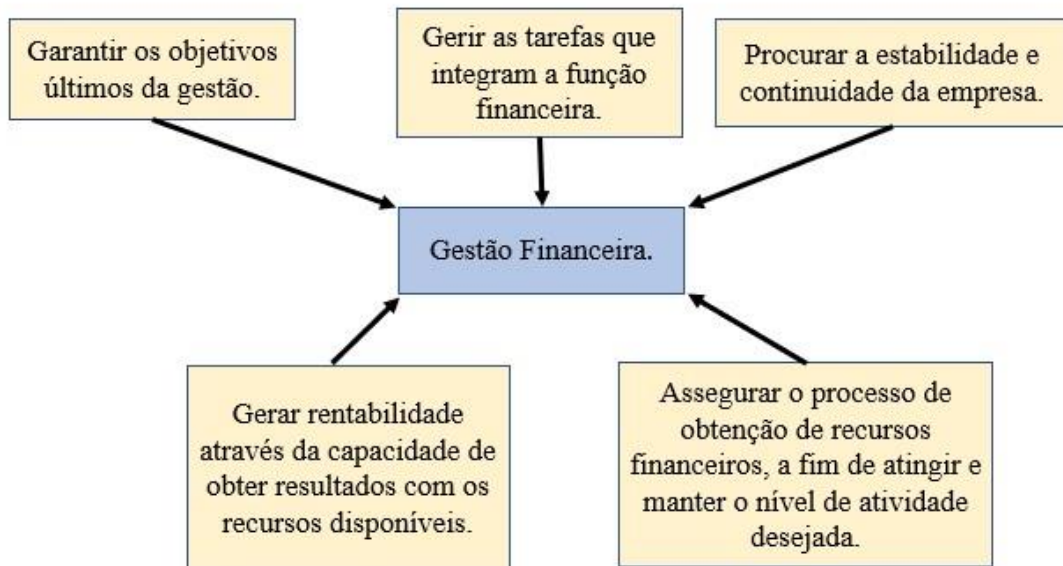 Garantir os objetivos
últimos da gestão.
Gerir as tarefas que
integram a função
financeira.
Procurar a estabilidade e
continuidade da empresa.
Gestão Financeira.
Gerar rentabilidade
através da capacidade de
obter resultados com os
recursos disponíveis.
Assegurar o processo de
obtenção de recursos
financeiros, a fim de atingir e
manter o nível de atividade
desejada.